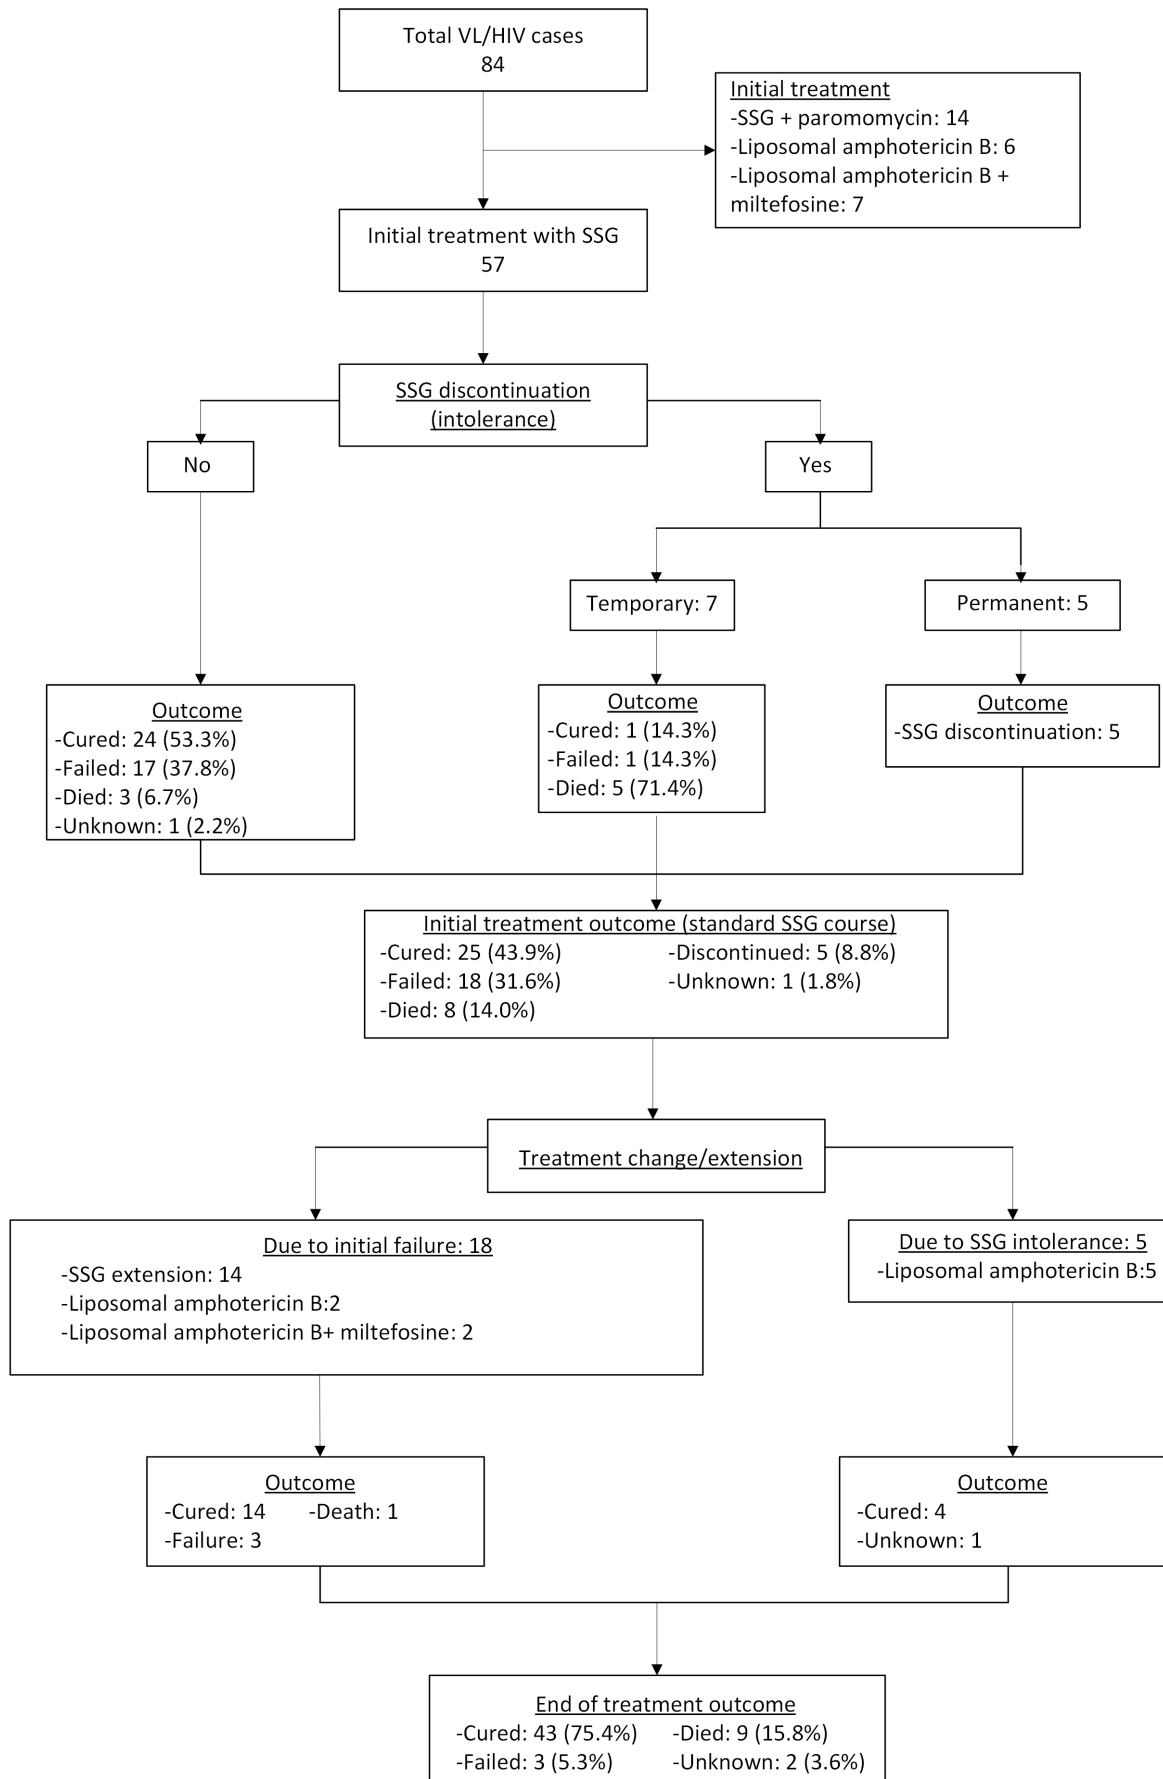 Total VL/HIV cases
84
Initial treatment
-SSG + paromomycin: 14
-Liposomal amphotericin B: 6
-Liposomal amphotericin B +
miltefosine: 7
Initial treatment with SSG
57
SSG discontinuation
(intolerance)
No
Yes
Temporary: 7
Permanent: 5
Outcome
-Cured: 24 (53.3%)
-Failed: 17 (37.8%)
-Died: 3 (6.7%)
-Unknown: 1 (2.2%)
Outcome
-Cured: 1 (14.3%)
-Failed: 1 (14.3%)
-Died: 5 (71.4%)
Outcome
-SSG discontinuation: 5
Initial treatment outcome (standard SSG course)
-Cured: 25 (43.9%) -Discontinued: 5 (8.8%)
-Failed: 18 (31.6%) -Unknown: 1 (1.8%)
-Died: 8 (14.0%)
Treatment change/extension
Due to initial failure: 18
-SSG extension: 14
-Liposomal amphotericin B:2
-Liposomal amphotericin B+ miltefosine: 2
Due to SSG intolerance: 5
-Liposomal amphotericin B:5
Outcome
-Cured: 14 -Death: 1
-Failure: 3
Outcome
-Cured: 4
-Unknown: 1
End of treatment outcome
-Cured: 43 (75.4%) -Died: 9 (15.8%)
-Failed: 3 (5.3%) -Unknown: 2 (3.6%)